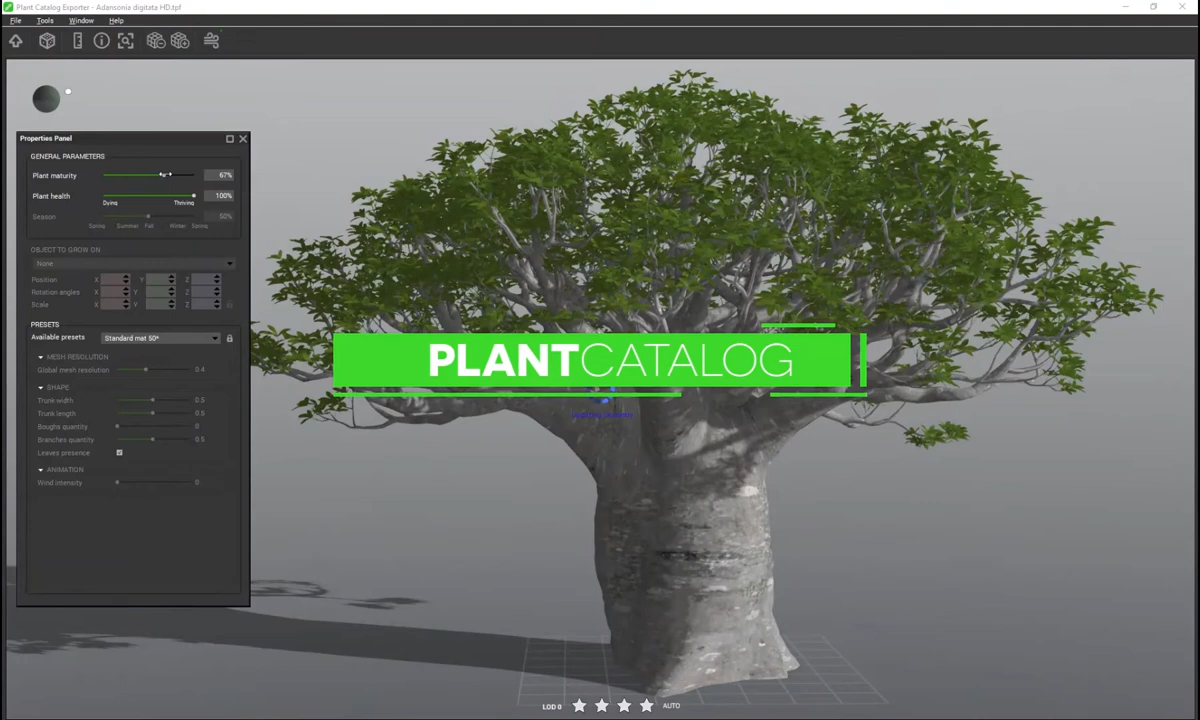 Plant Catalog Exporter - Adansonia digitata HD.tpf
File Tools Window Help
Properties Panel
GENERAL PARAMETERS
Plant maturity 67%
Plant health 100%
Dying Thriving
Season 50%
Spring Summer Fall Winter Spring
OBJECT TO GROW ON
None
Position X Y Z
Rotation angles X Y Z
Scale X Y Z
PRESETS
Available presets Standard mat 50*
MESH RESOLUTION
Global mesh resolution 0.4
SHAPE
Trunk width 0.5
Trunk length 0.5
Boughs quantity 0
Branches quantity 0.5
Leaves presence
ANIMATION
Wind intensity 0
PLANTCATALOG
LOD 0 AUTO